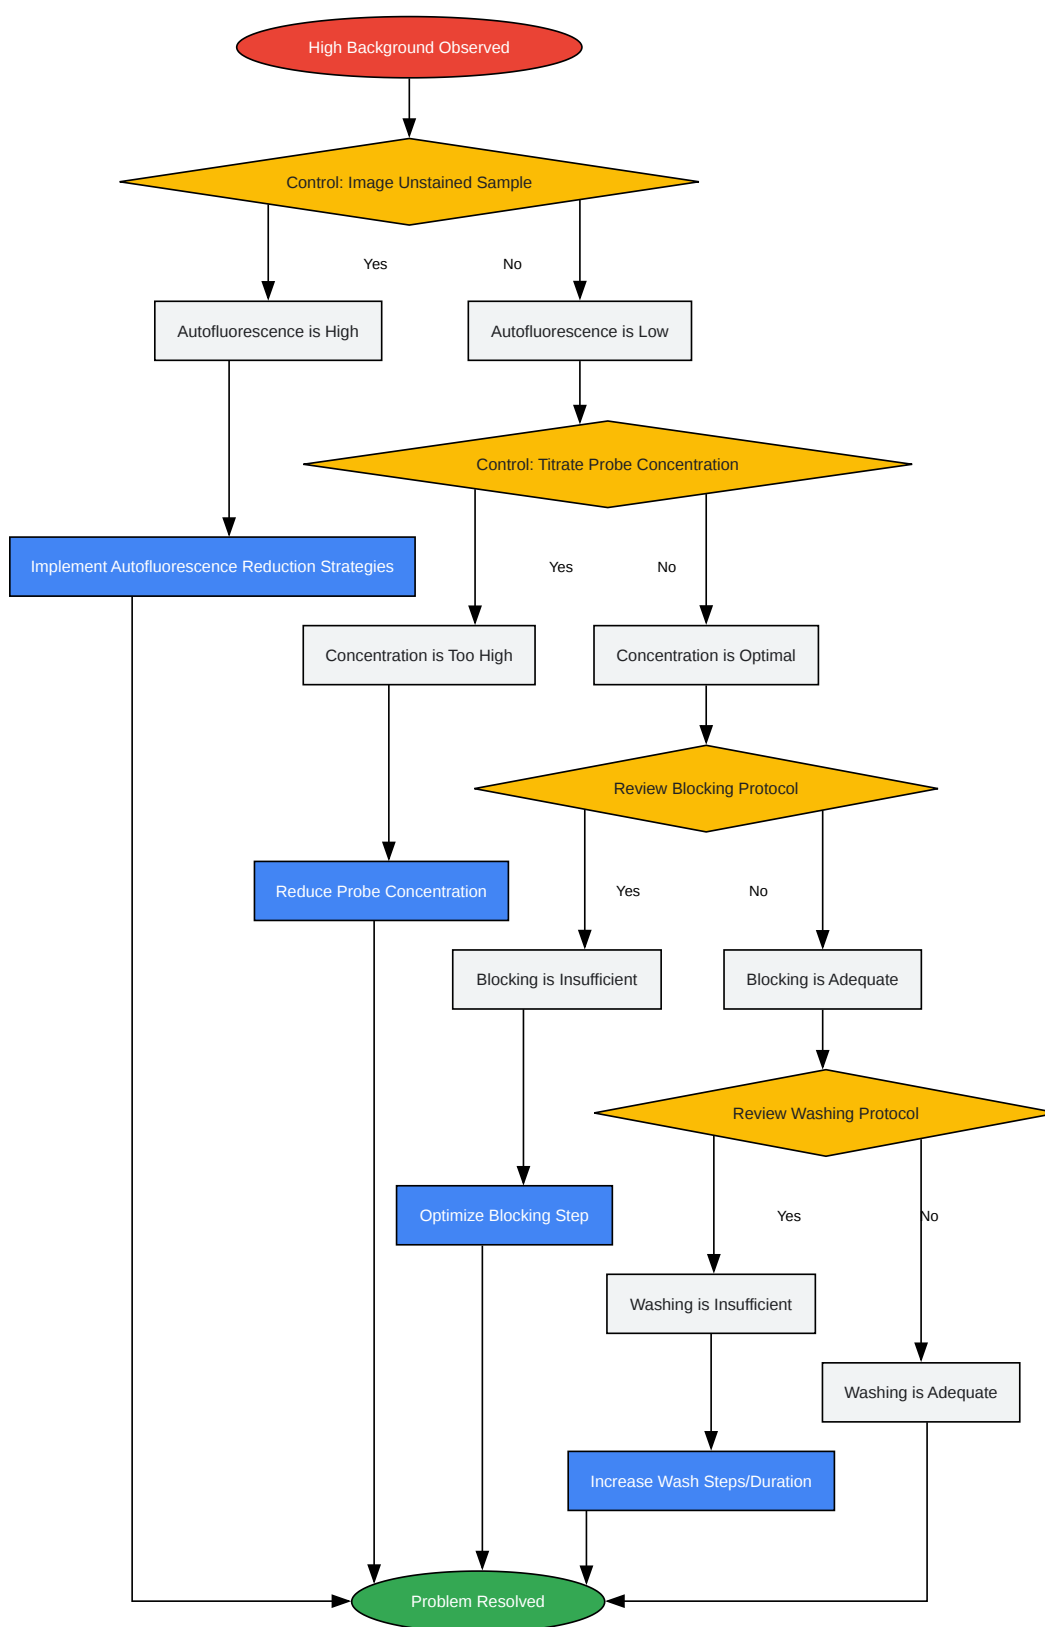 High Background Observed
Control: Image Unstained Sample
Yes
No
Autofluorescence is High
Autofluorescence is Low
Control: Titrate Probe Concentration
Implement Autofluorescence Reduction Strategies
Yes
No
Concentration is Too High
Concentration is Optimal
Review Blocking Protocol
Reduce Probe Concentration
Yes
No
Blocking is Insufficient
Blocking is Adequate
Review Washing Protocol
Optimize Blocking Step
Yes
No
Washing is Insufficient
Washing is Adequate
Increase Wash Steps/Duration
Problem Resolved